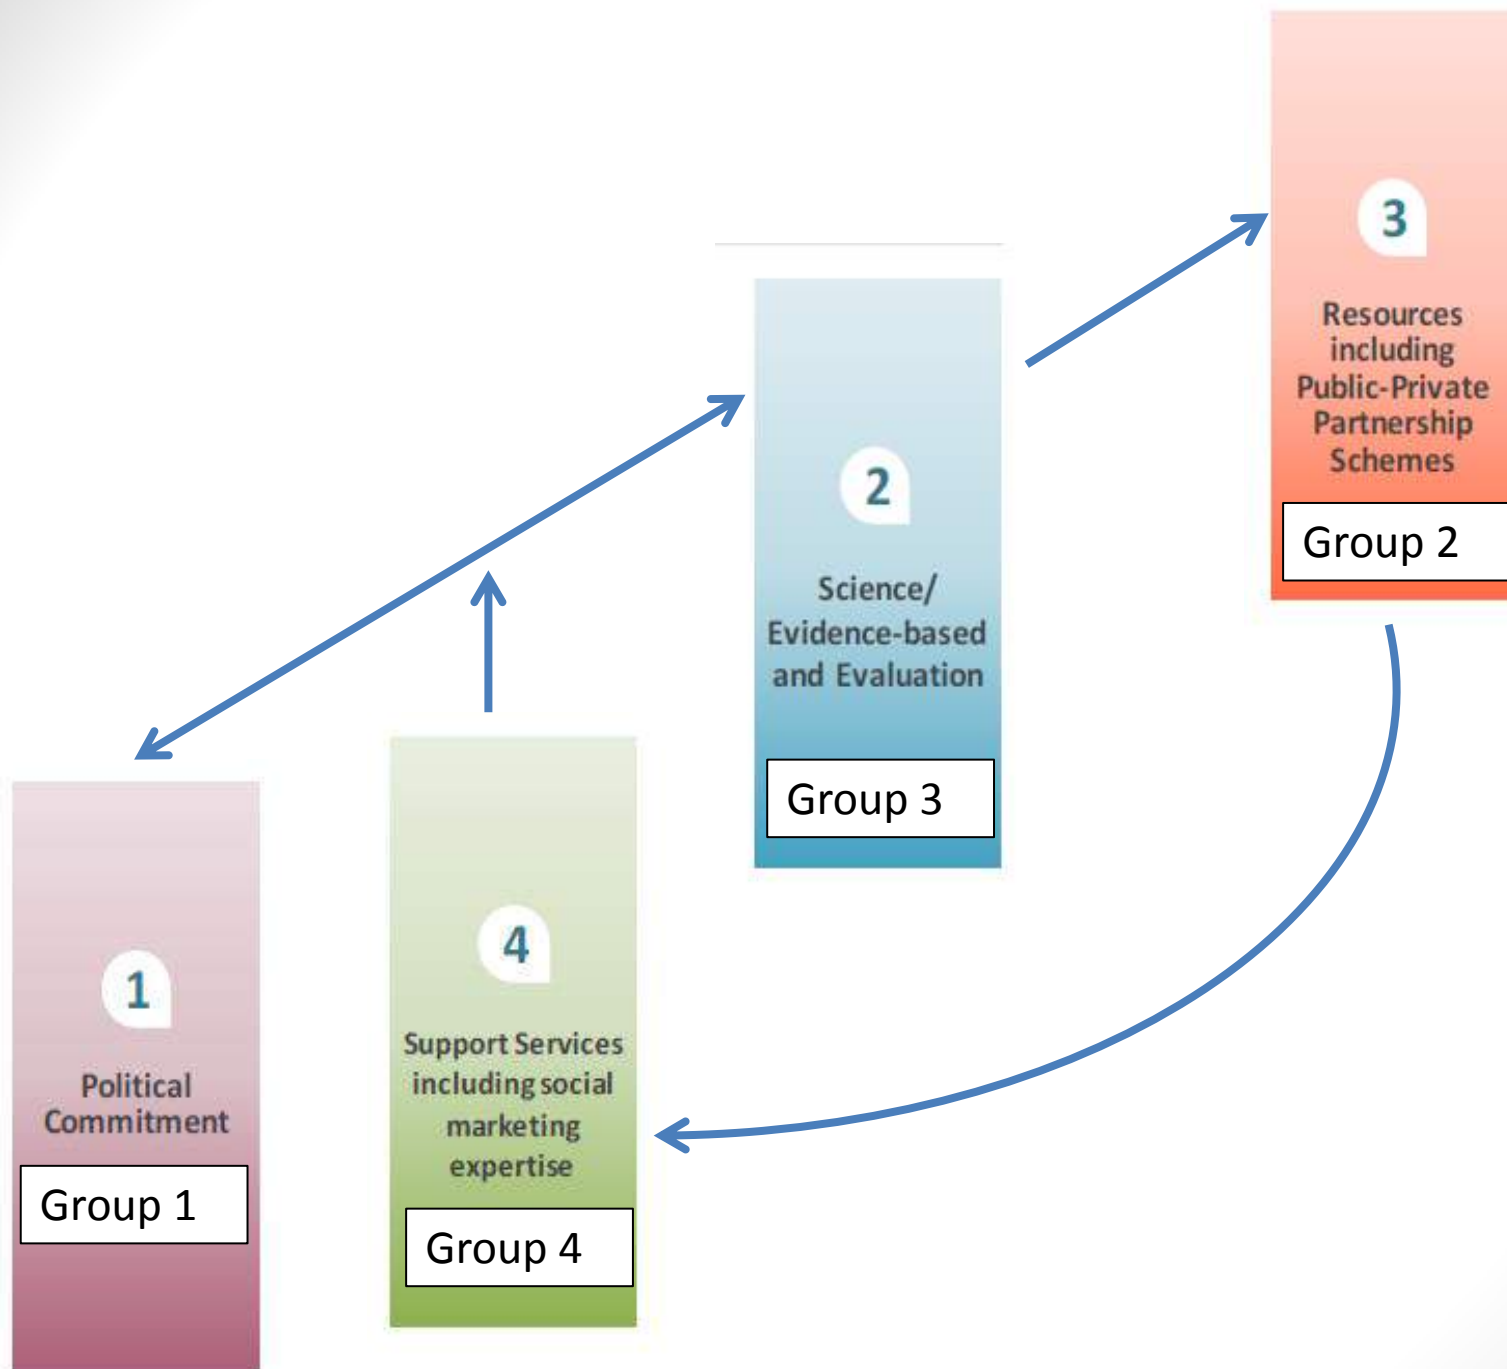 1
Political
Commitment
Group 1
4
Support Services
including social
marketing
expertise
Group 4
2
Science/
Evidence-based
and Evaluation
Group 3
3
Resources
including
Public-Private
Partnership
Schemes
Group 2